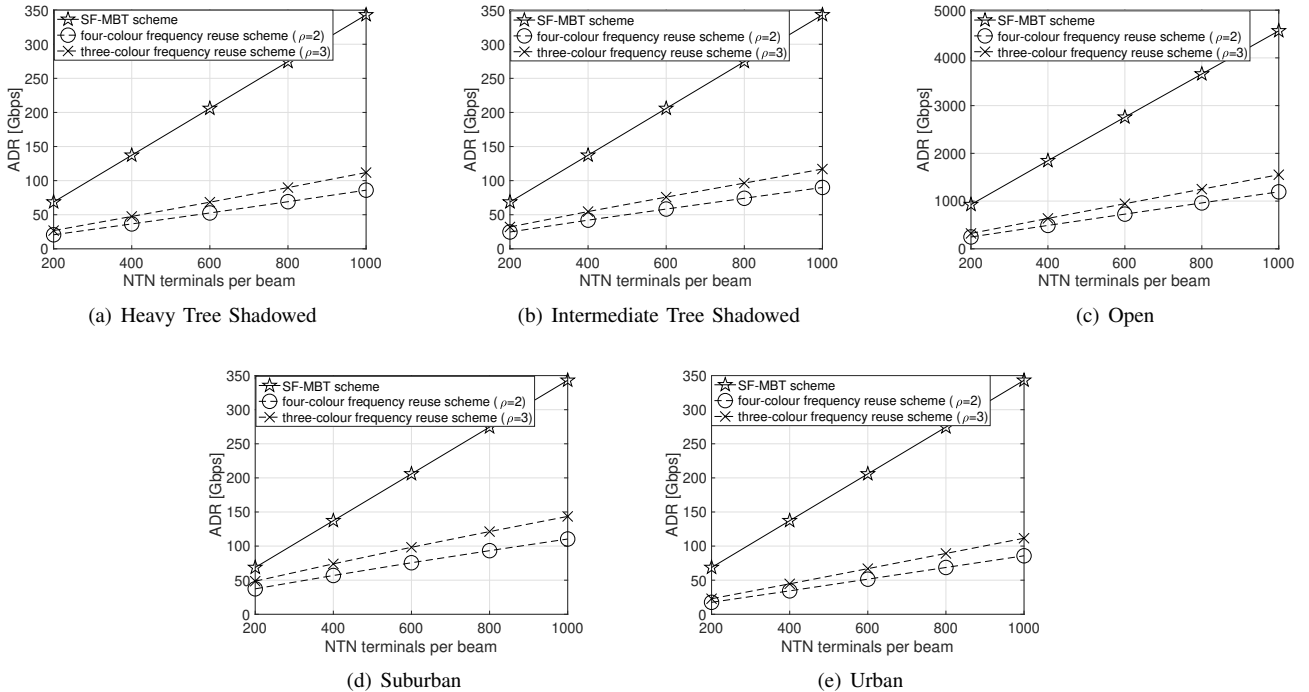 350
300
250
200
150
100
50
0
ADR [Gbps]
SF-MBT scheme
four-colour frequency reuse scheme (ρ=2)
three-colour frequency reuse scheme (ρ=3)
200 400 600 800 1000
NTN terminals per beam
(a) Heavy Tree Shadowed
350
300
250
200
150
100
50
0
ADR [Gbps]
SF-MBT scheme
four-colour frequency reuse scheme (ρ=2)
three-colour frequency reuse scheme (ρ=3)
200 400 600 800 1000
NTN terminals per beam
(b) Intermediate Tree Shadowed
5000
4000
3000
2000
1000
0
ADR [Gbps]
SF-MBT scheme
four-colour frequency reuse scheme (ρ=2)
three-colour frequency reuse scheme (ρ=3)
200 400 600 800 1000
NTN terminals per beam
(c) Open
350
300
250
200
150
100
50
0
ADR [Gbps]
SF-MBT scheme
four-colour frequency reuse scheme (ρ=2)
three-colour frequency reuse scheme (ρ=3)
200 400 600 800 1000
NTN terminals per beam
(d) Suburban
350
300
250
200
150
100
50
0
ADR [Gbps]
SF-MBT scheme
four-colour frequency reuse scheme (ρ=2)
three-colour frequency reuse scheme (ρ=3)
200 400 600 800 1000
NTN terminals per beam
(e) Urban